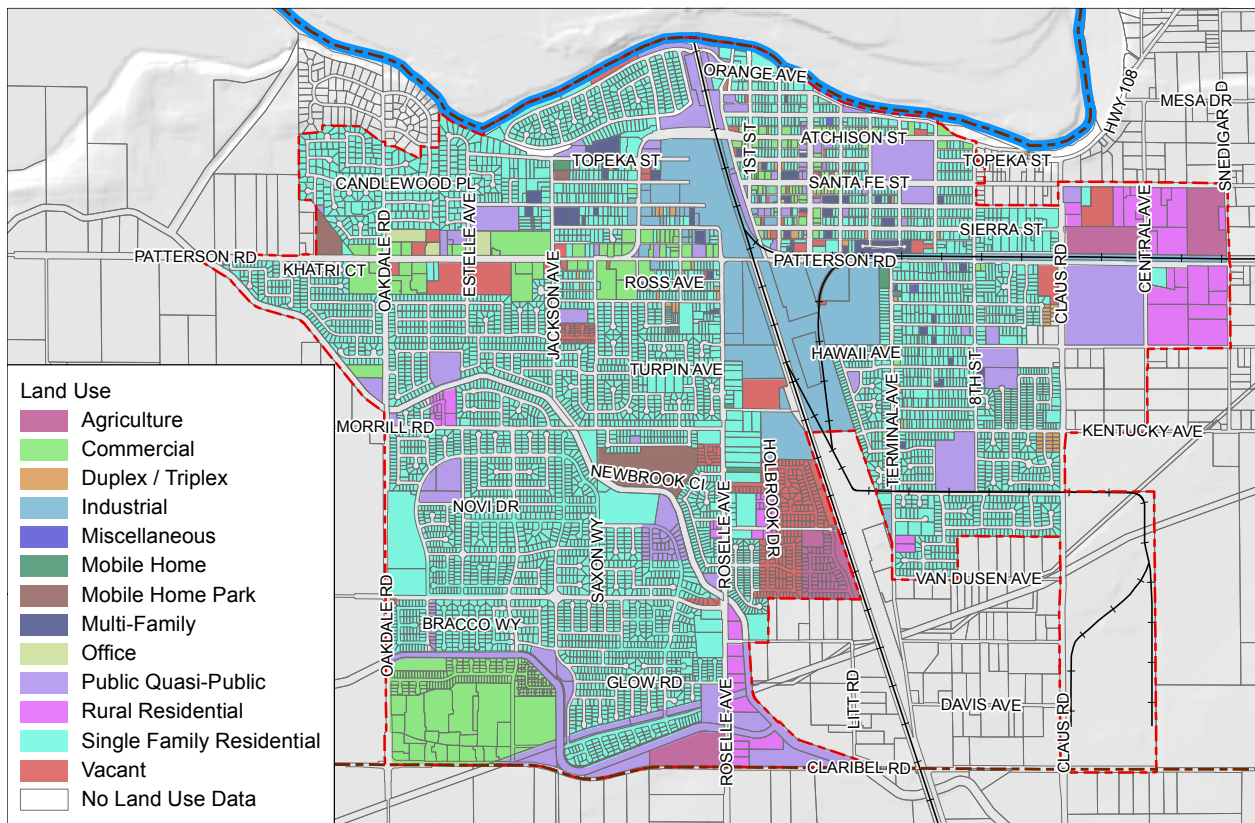 ORANGE AVE
HWY 108
MESA DR
SNEDIGAR D
1ST ST
ATCHISON ST
TOPEKA ST
TOPEKA ST
CANDLEWOOD PL
SANTA FE ST
ESTELLE AVE
OAKDALE RD
CENTRAL AVE
SIERRA ST
PATTERSON RD
KHATRI CT
PATTERSON RD
CLAUS RD
JACKSON AVE
ROSS AVE
HAWAII AVE
TURPIN AVE
TERMINAL AVE
8TH ST
MORRILL RD
KENTUCKY AVE
NEWBROOK CI
HOLBROOK DR
ROSELLE AVE
NOVI DR
SAXON WY
VAN DUSEN AVE
OAKDALE RD
BRACCO WY
GLOW RD
ROSELLE AVE
LITT RD
DAVIS AVE
CLAUS RD
CLARIBEL RD
Land Use
Agriculture
Commercial
Duplex / Triplex
Industrial
Miscellaneous
Mobile Home
Mobile Home Park
Multi-Family
Office
Public Quasi-Public
Rural Residential
Single Family Residential
Vacant
No Land Use Data